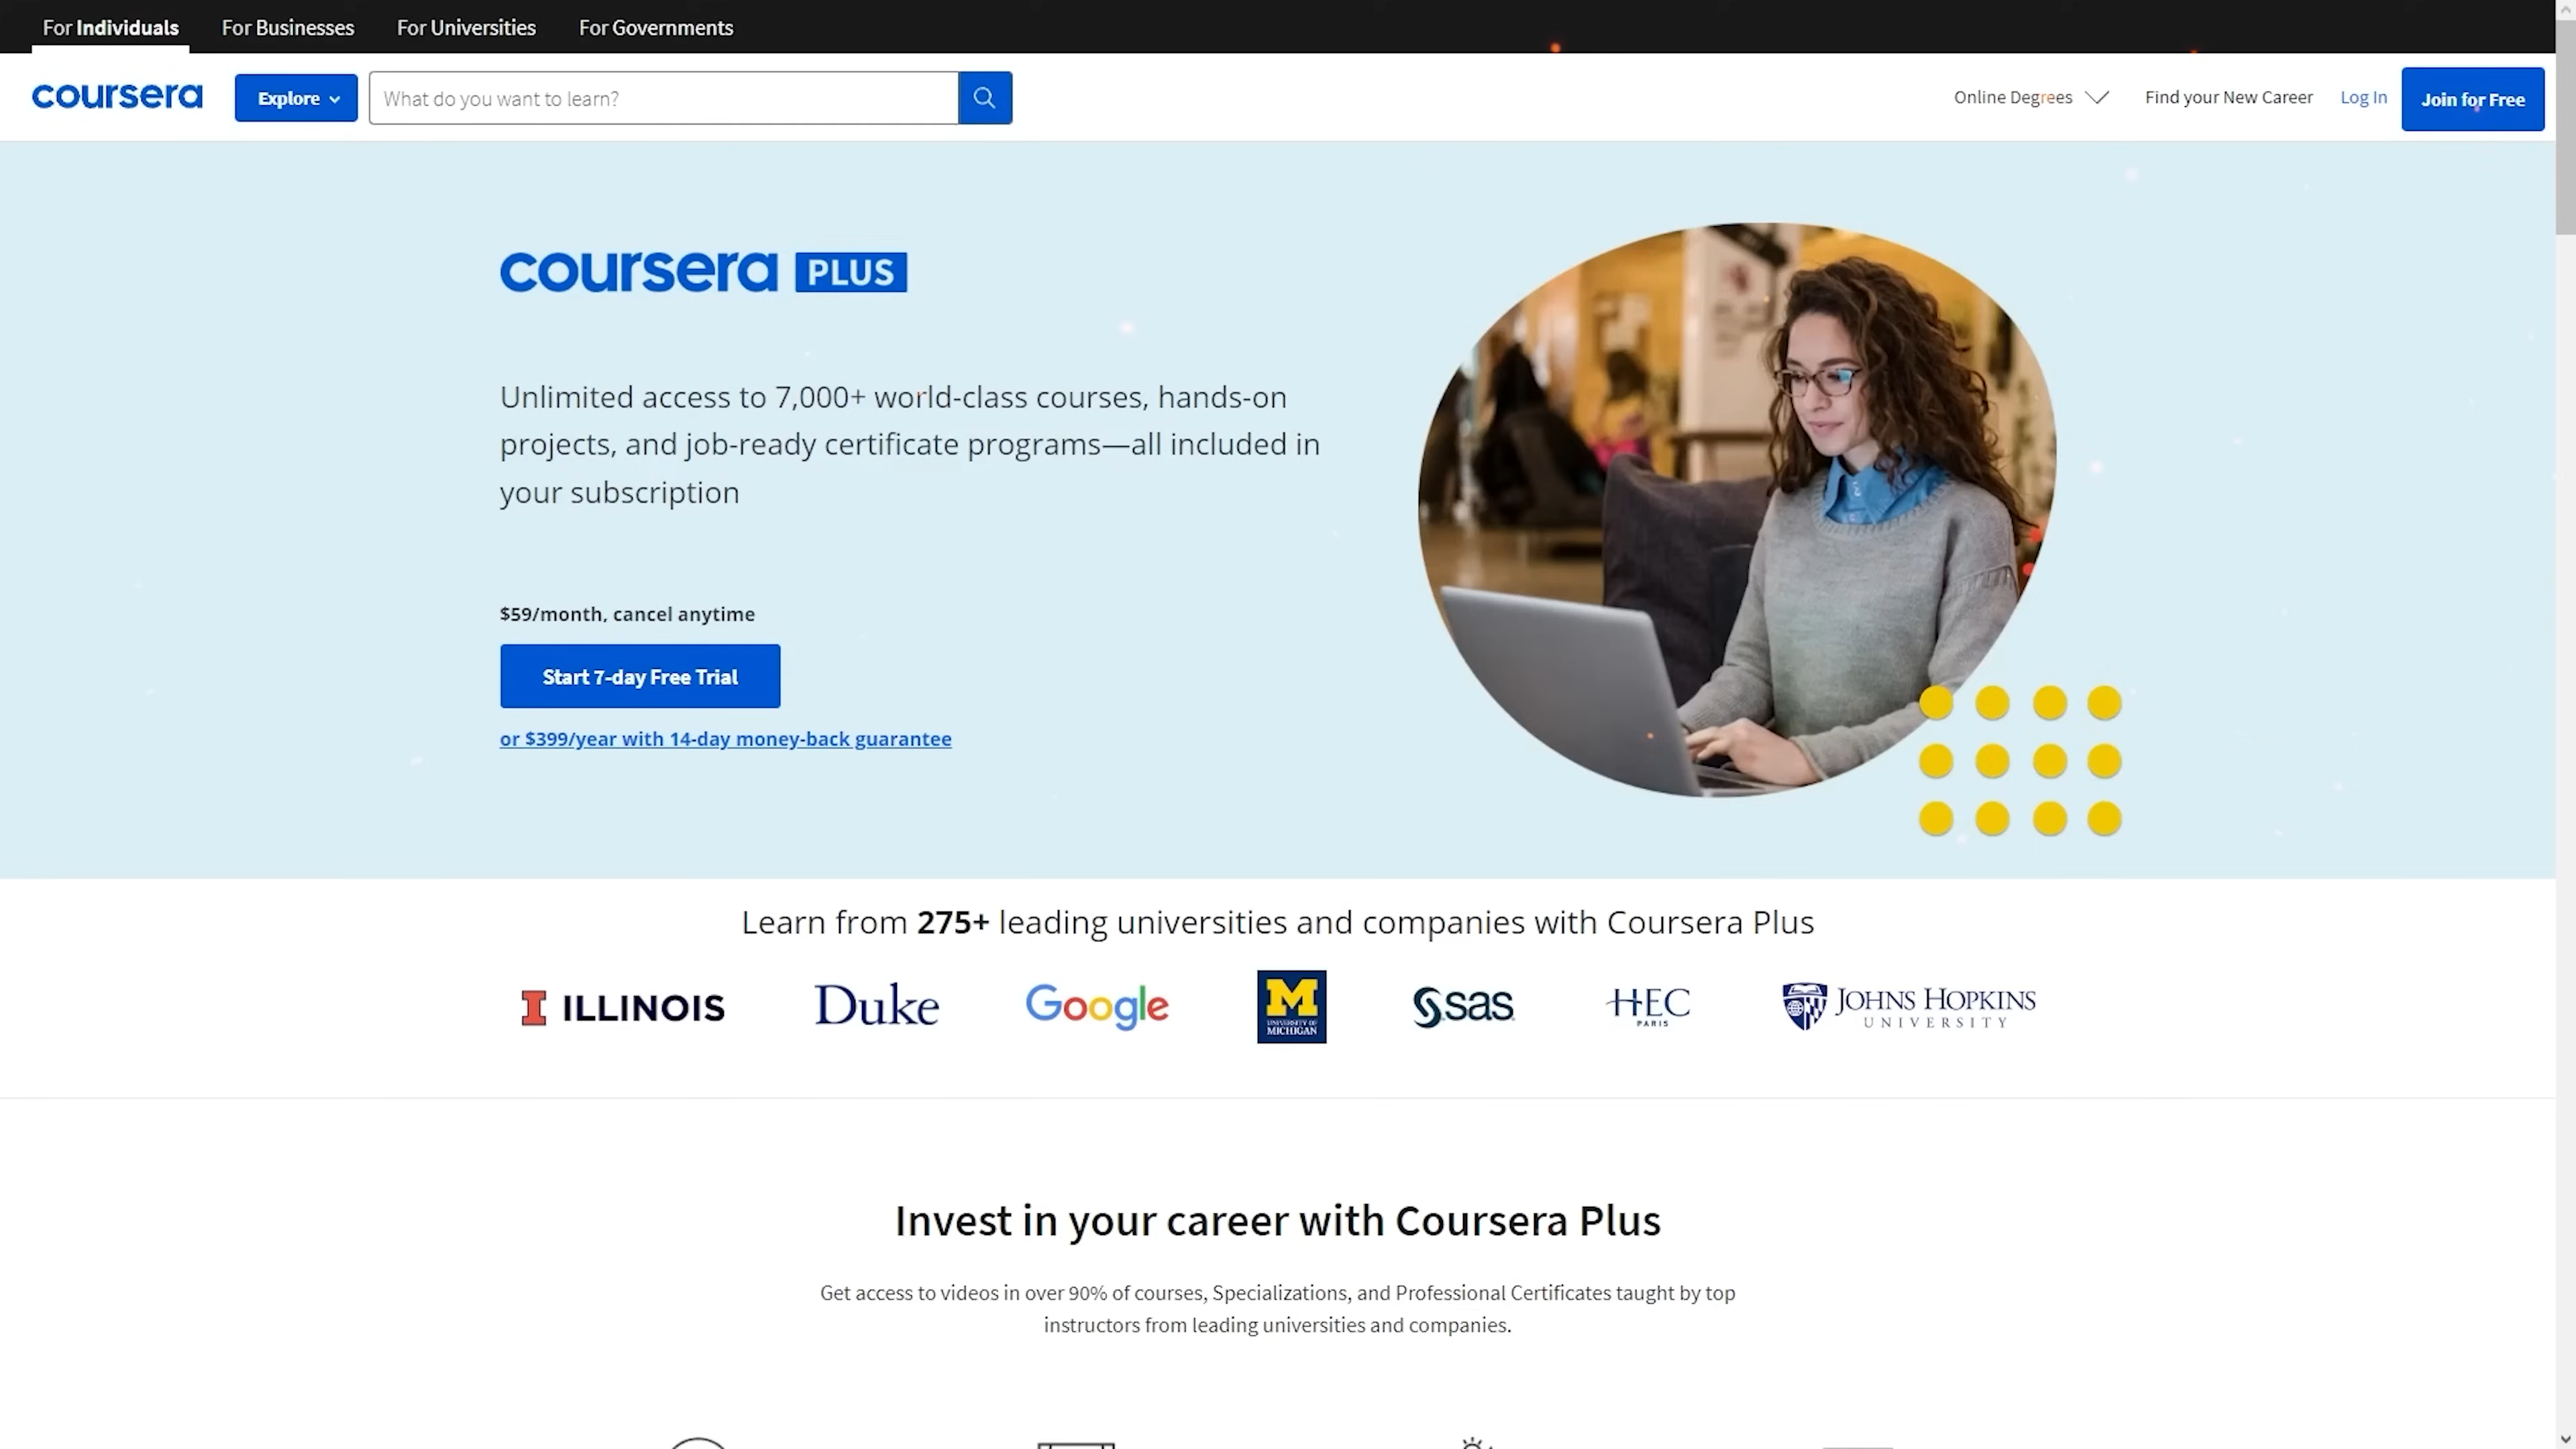 For Individuals For Businesses For Universities For Governments
coursera Explore What do you want to learn? Online Degrees Find your New Career Log In Join for Free
coursera PLUS
Unlimited access to 7,000+ world-class courses, hands-on
projects, and job-ready certificate programs—all included in
your subscription
$59/month, cancel anytime
Start 7-day Free Trial
or $399/year with 14-day money-back guarantee
Learn from 275+ leading universities and companies with Coursera Plus
I ILLINOIS Duke Google M UNIVERSITY OF MICHIGAN sas HEC PARIS JOHNS HOPKINS UNIVERSITY
Invest in your career with Coursera Plus
Get access to videos in over 90% of courses, Specializations, and Professional Certificates taught by top
instructors from leading universities and companies.